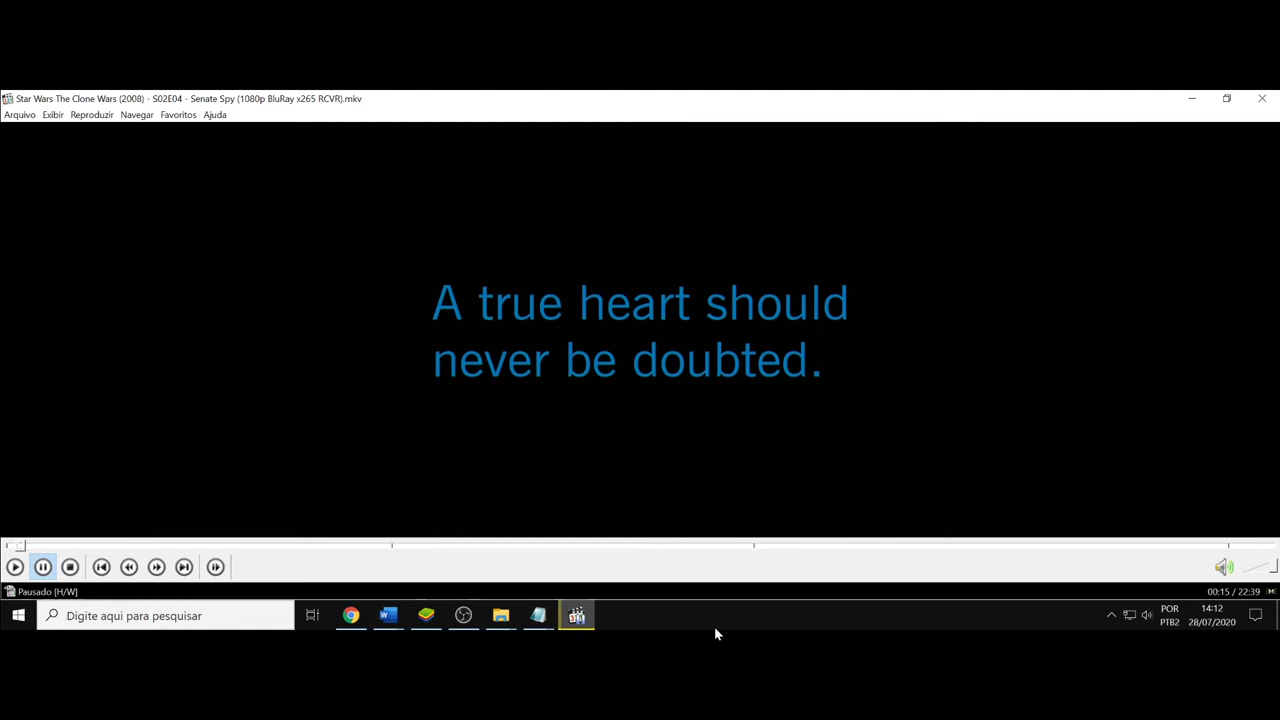 Star Wars The Clone Wars (2008) - S02E04 - Senate Spy (1080p BluRay x265 RCVR).mkv
Arquivo Exibir Reproduzir Navegar Favoritos Ajuda
A true heart should
never be doubted.
Pausado [H/W]
00:15 / 22:39
Digite aqui para pesquisar
POR
PTB2
14:12
28/07/2020